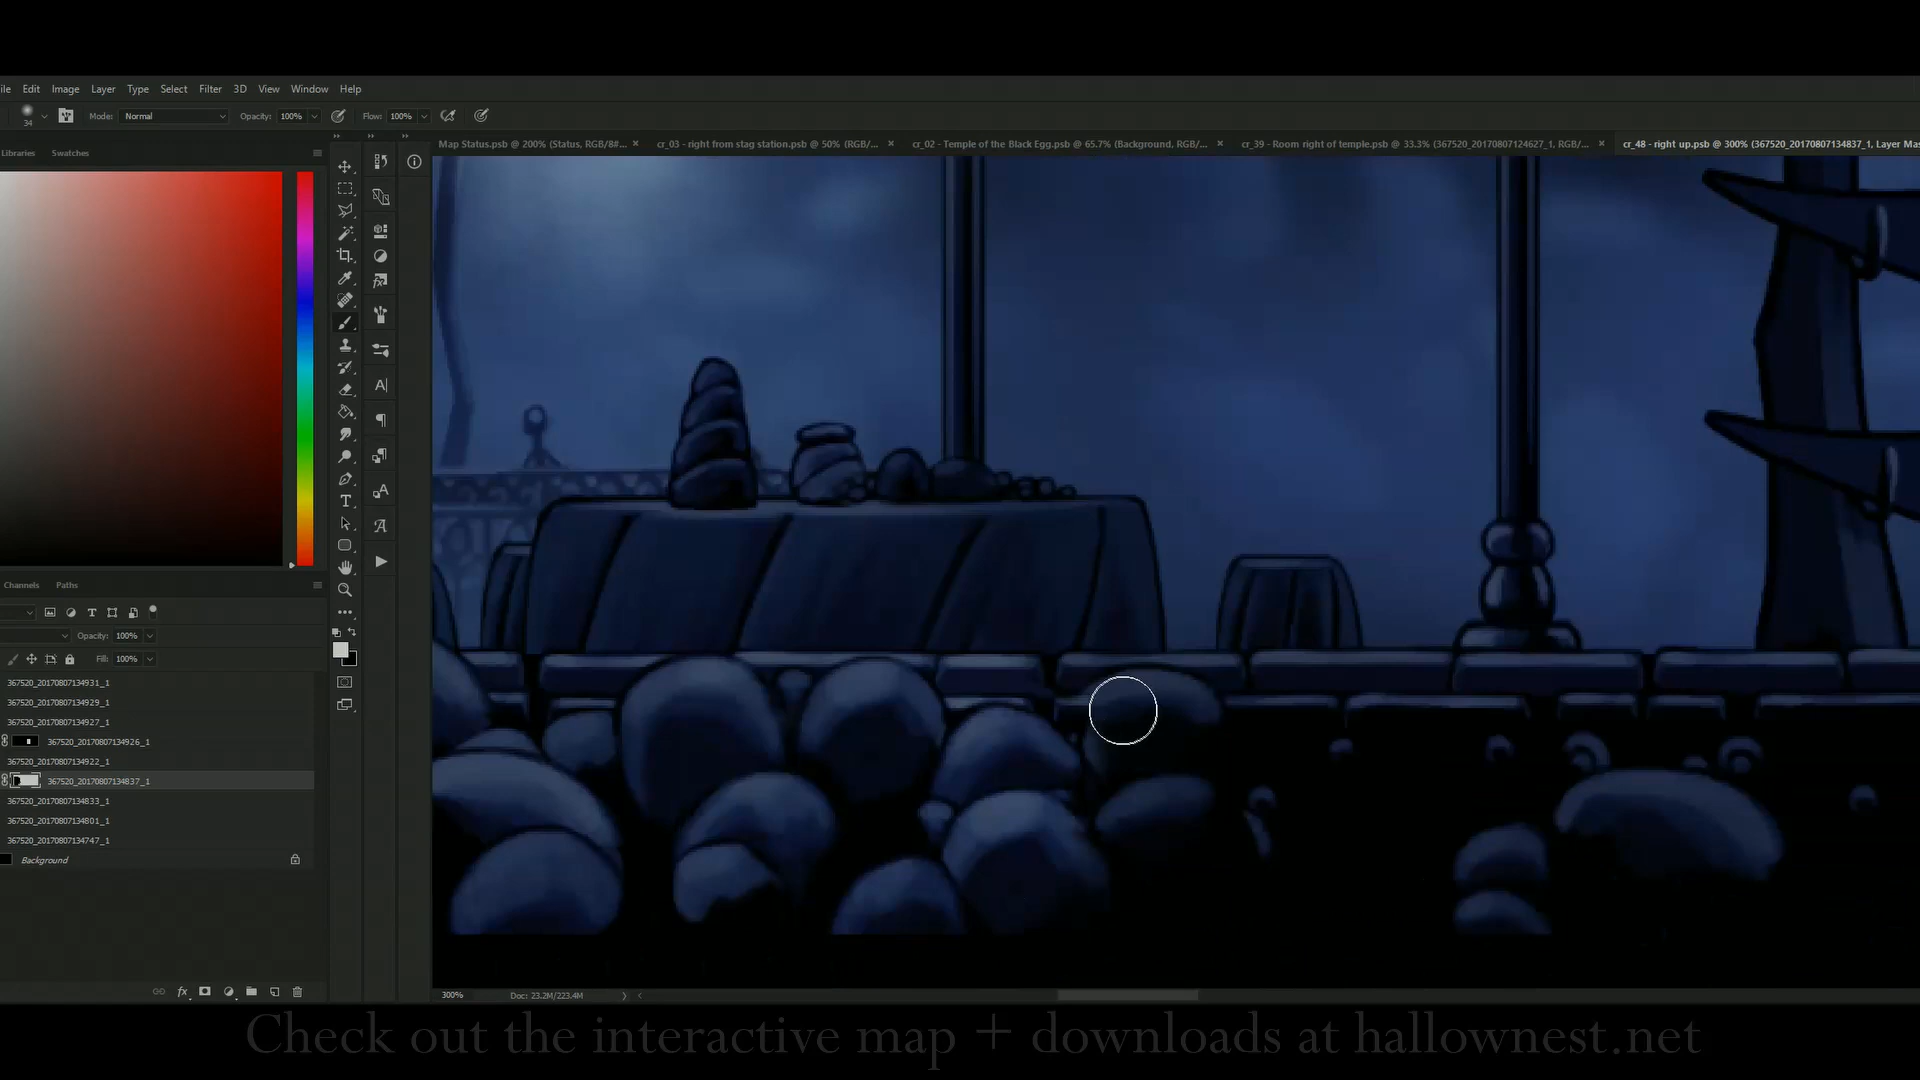 ile Edit Image Layer Type Select Filter 3D View Window Help
34 Mode: Normal Opacity: 100% Flow: 100%
Map Status.psb @ 200% (Status, RGB/8#... × cr_03 - right from stag station.psb @ 50% (RGB/... × cr_02 - Temple of the Black Egg.psb @ 65.7% (Background, RGB/... × cr_39 - Room right of temple.psb @ 33.3% (367520_20170807124627_1, RGB/... × cr_48 - right up.psb @ 300% (367520_20170807134837_1, Layer Mas
Libraries Swatches
Channels Paths
Opacity: 100%
Fill: 100%
367520_20170807134931_1
367520_20170807134929_1
367520_20170807134927_1
367520_20170807134926_1
367520_20170807134922_1
367520_20170807134837_1
367520_20170807134833_1
367520_20170807134801_1
367520_20170807134747_1
Background
300% Doc: 23.2M/223.4M
Check out the interactive map + downloads at hallownest.net